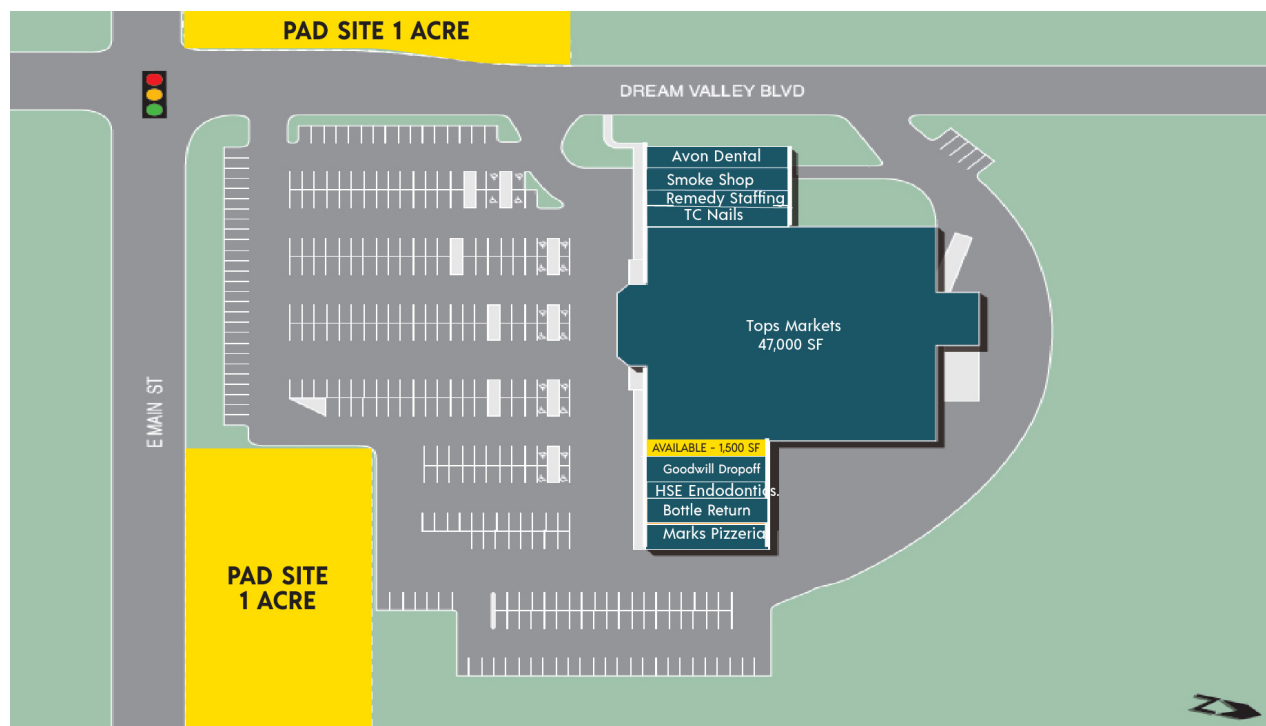 PAD SITE 1 ACRE
DREAM VALLEY BLVD
Avon Dental
Smoke Shop
Remedy Staffing
TC Nails
Tops Markets
47,000 SF
E MAIN ST
AVAILABLE - 1,500 SF
Goodwill Dropoff
HSE Endodontics.
Bottle Return
Marks Pizzeria
PAD SITE
1 ACRE
N